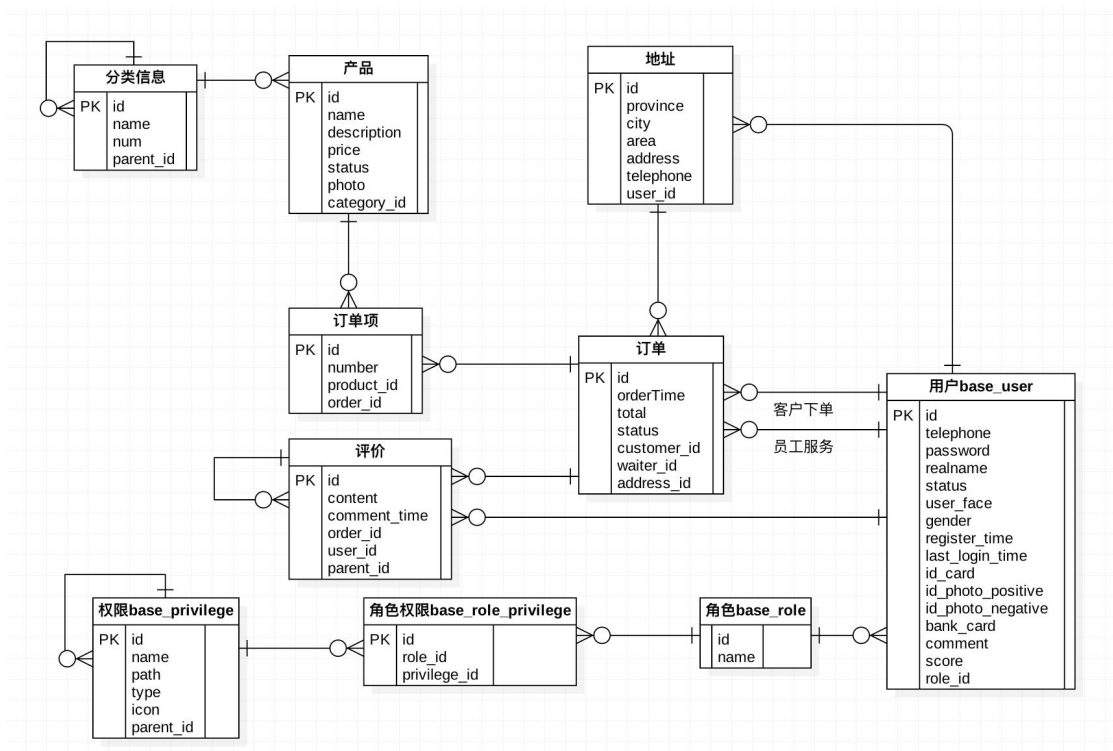 分类信息
PK id
name
num
parent_id
产品
PK id
name
description
price
status
photo
category_id
地址
PK id
province
city
area
address
telephone
user_id
订单项
PK id
number
product_id
order_id
订单
PK id
orderTime
total
status
customer_id
waiter_id
address_id
客户下单
员工服务
用户base_user
PK id
telephone
password
realname
status
user_face
gender
register_time
last_login_time
id_card
id_photo_positive
id_photo_negative
bank_card
comment
score
role_id
评价
PK id
content
comment_time
order_id
user_id
parent_id
权限base_privilege
PK id
name
path
type
icon
parent_id
角色权限base_role_privilege
PK id
role_id
privilege_id
角色base_role
id
name